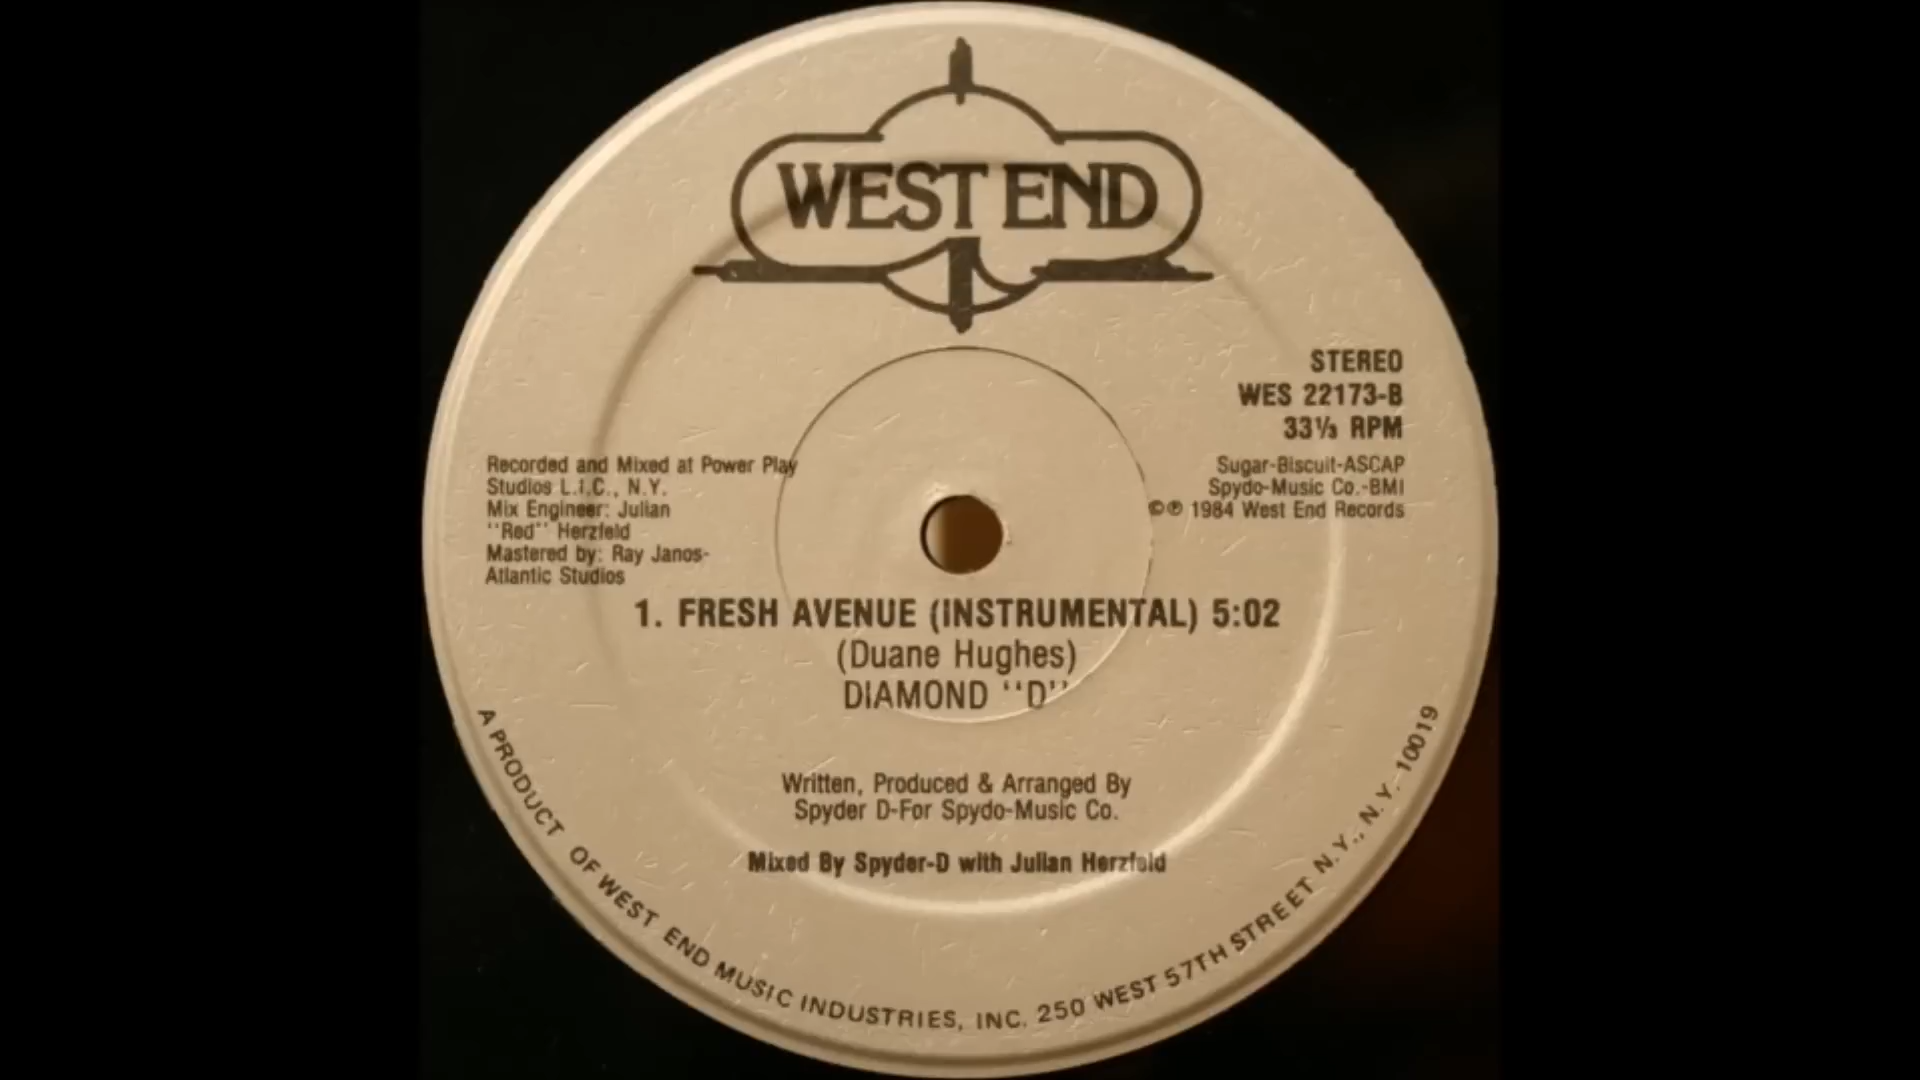 WEST END
STEREO
WES 22173-B
33⅓ RPM
Recorded and Mixed at Power Play
Studios L.I.C., N.Y.
Mix Engineer: Julian
"Red" Herzfeld
Mastered by: Ray Janos-
Atlantic Studios
Sugar-Biscuit-ASCAP
Spydo-Music Co.-BMI
©℗ 1984 West End Records
1. FRESH AVENUE (INSTRUMENTAL) 5:02
(Duane Hughes)
DIAMOND "D"
Written, Produced & Arranged By
Spyder D-For Spydo-Music Co.
Mixed By Spyder-D with Julian Herzfeld
A PRODUCT OF WEST END MUSIC INDUSTRIES, INC. 250 WEST 57TH STREET N.Y., N.Y. 10019